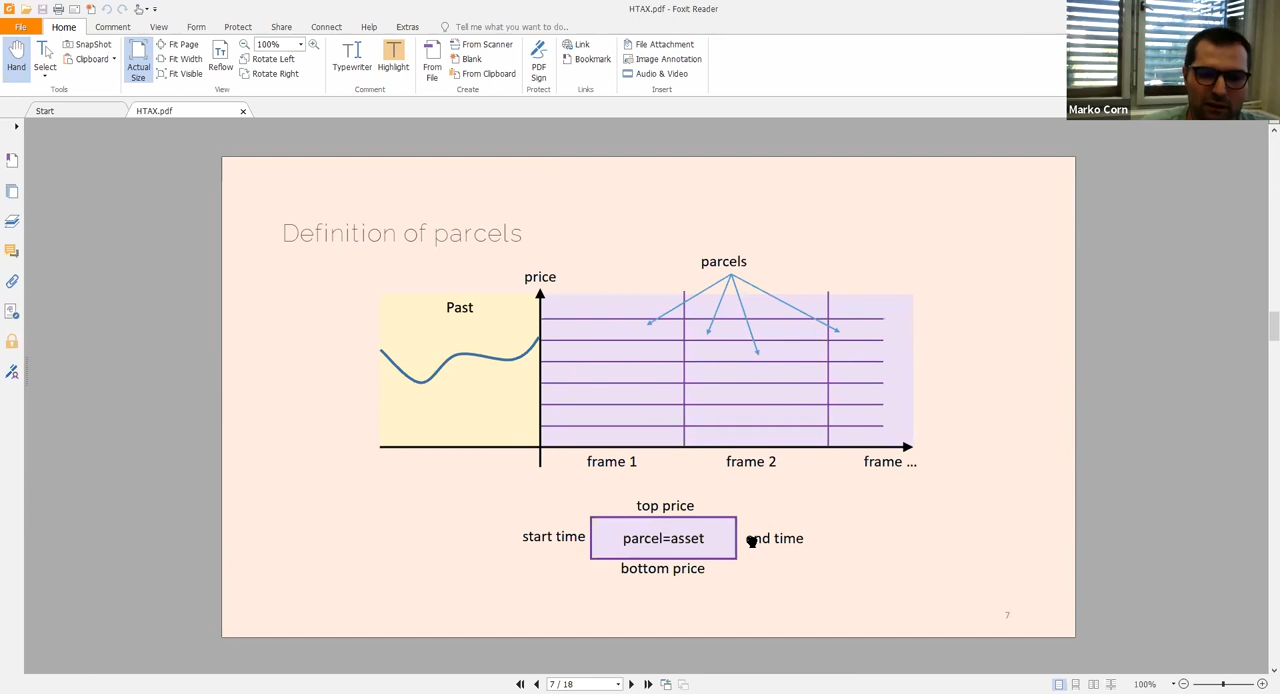 HTAX.pdf - Foxit Reader
File Home Comment View Form Protect Share Connect Help Extras Tell me what you want to do..
Hand
Select
SnapShot
Clipboard
Actual Size
Fit Page
Fit Width
Fit Visible
Reflow
100%
Rotate Left
Rotate Right
Typewriter
Highlight
From File
From Scanner
Blank
From Clipboard
PDF Sign
Link
Bookmark
File Attachment
Image Annotation
Audio & Video
Tools View Comment Create Protect Links Insert
Marko Corn
Start HTAX.pdf
Definition of parcels
parcels
price
Past
frame 1 frame 2 frame ...
top price
start time parcel=asset end time
bottom price
7
7 / 18
100%